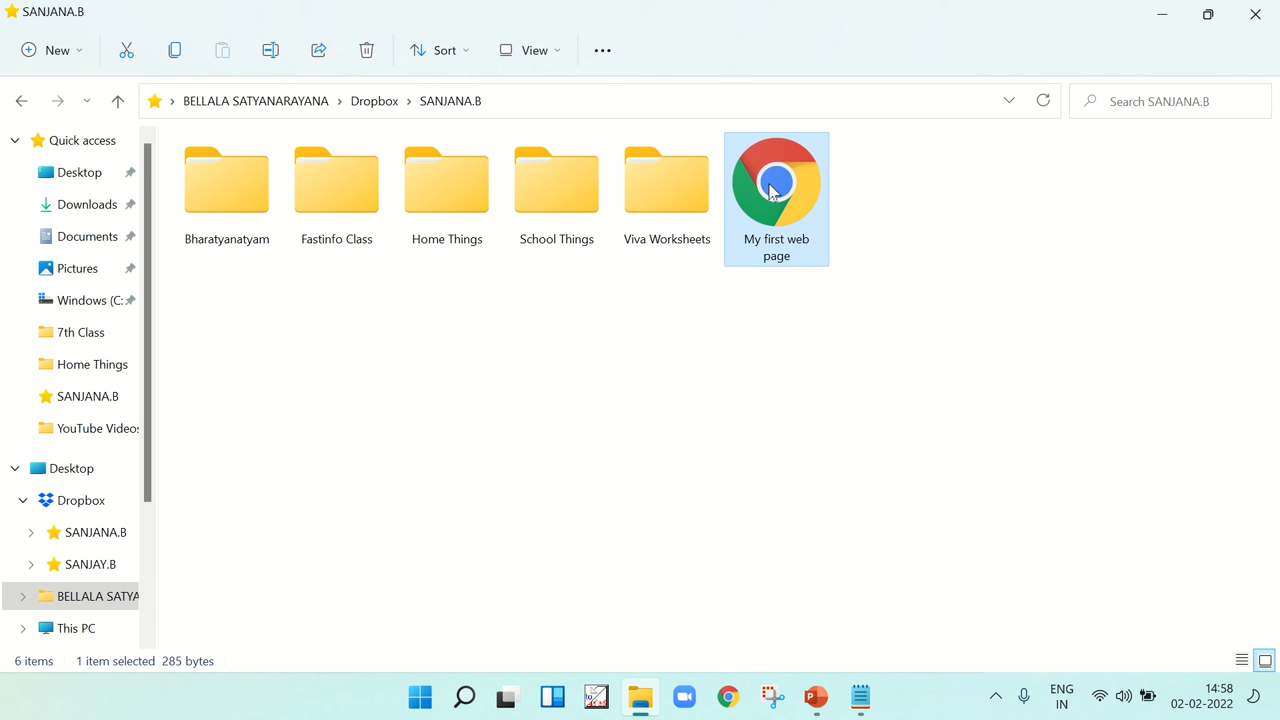 SANJANA.B
New
Sort
View
BELLALA SATYANARAYANA > Dropbox > SANJANA.B
Search SANJANA.B
Quick access
Desktop
Downloads
Documents
Pictures
Windows (C:
7th Class
Home Things
SANJANA.B
YouTube Videos
Desktop
Dropbox
SANJANA.B
SANJAY.B
BELLALA SATYA
This PC
Bharatyanatyam
Fastinfo Class
Home Things
School Things
Viva Worksheets
My first web
page
6 items
1 item selected 285 bytes
ENG
IN
14:58
02-02-2022